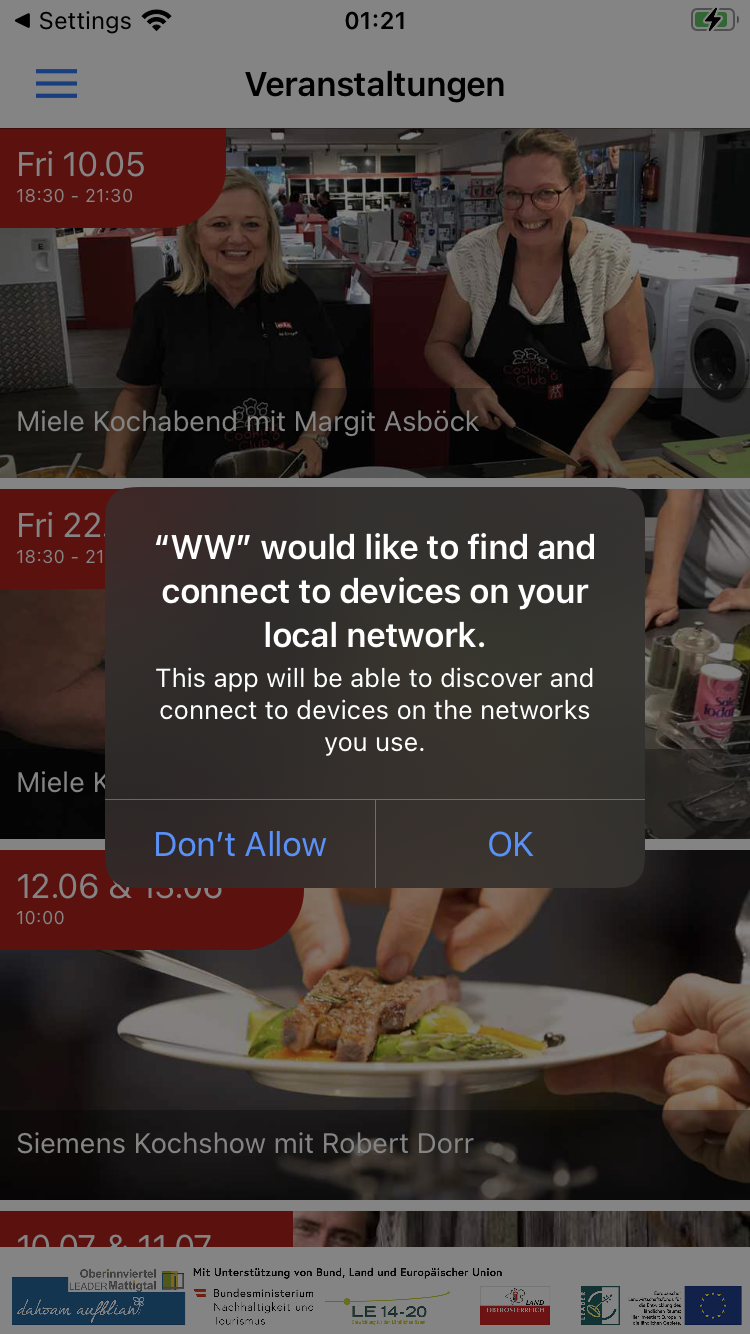 Settings
01:21
Veranstaltungen
Fri 10.05
18:30 - 21:30
Miele Kochabend mit Margit Asböck
Fri 22.
18:30 - 21
Miele K
“WW” would like to find and
connect to devices on your
local network.
This app will be able to discover and
connect to devices on the networks
you use.
Don’t Allow
OK
12.06 & 13.06
10:00
Siemens Kochshow mit Robert Dorr
10.07 & 11.07
Oberinnviertel
LEADER Mattigtal
dahoam aufblian
Mit Unterstützung von Bund, Land und Europäischer Union
Bundesministerium
Nachhaltigkeit und
Tourismus
LE 14-20
LAND
OBERÖSTERREICH
LEADER